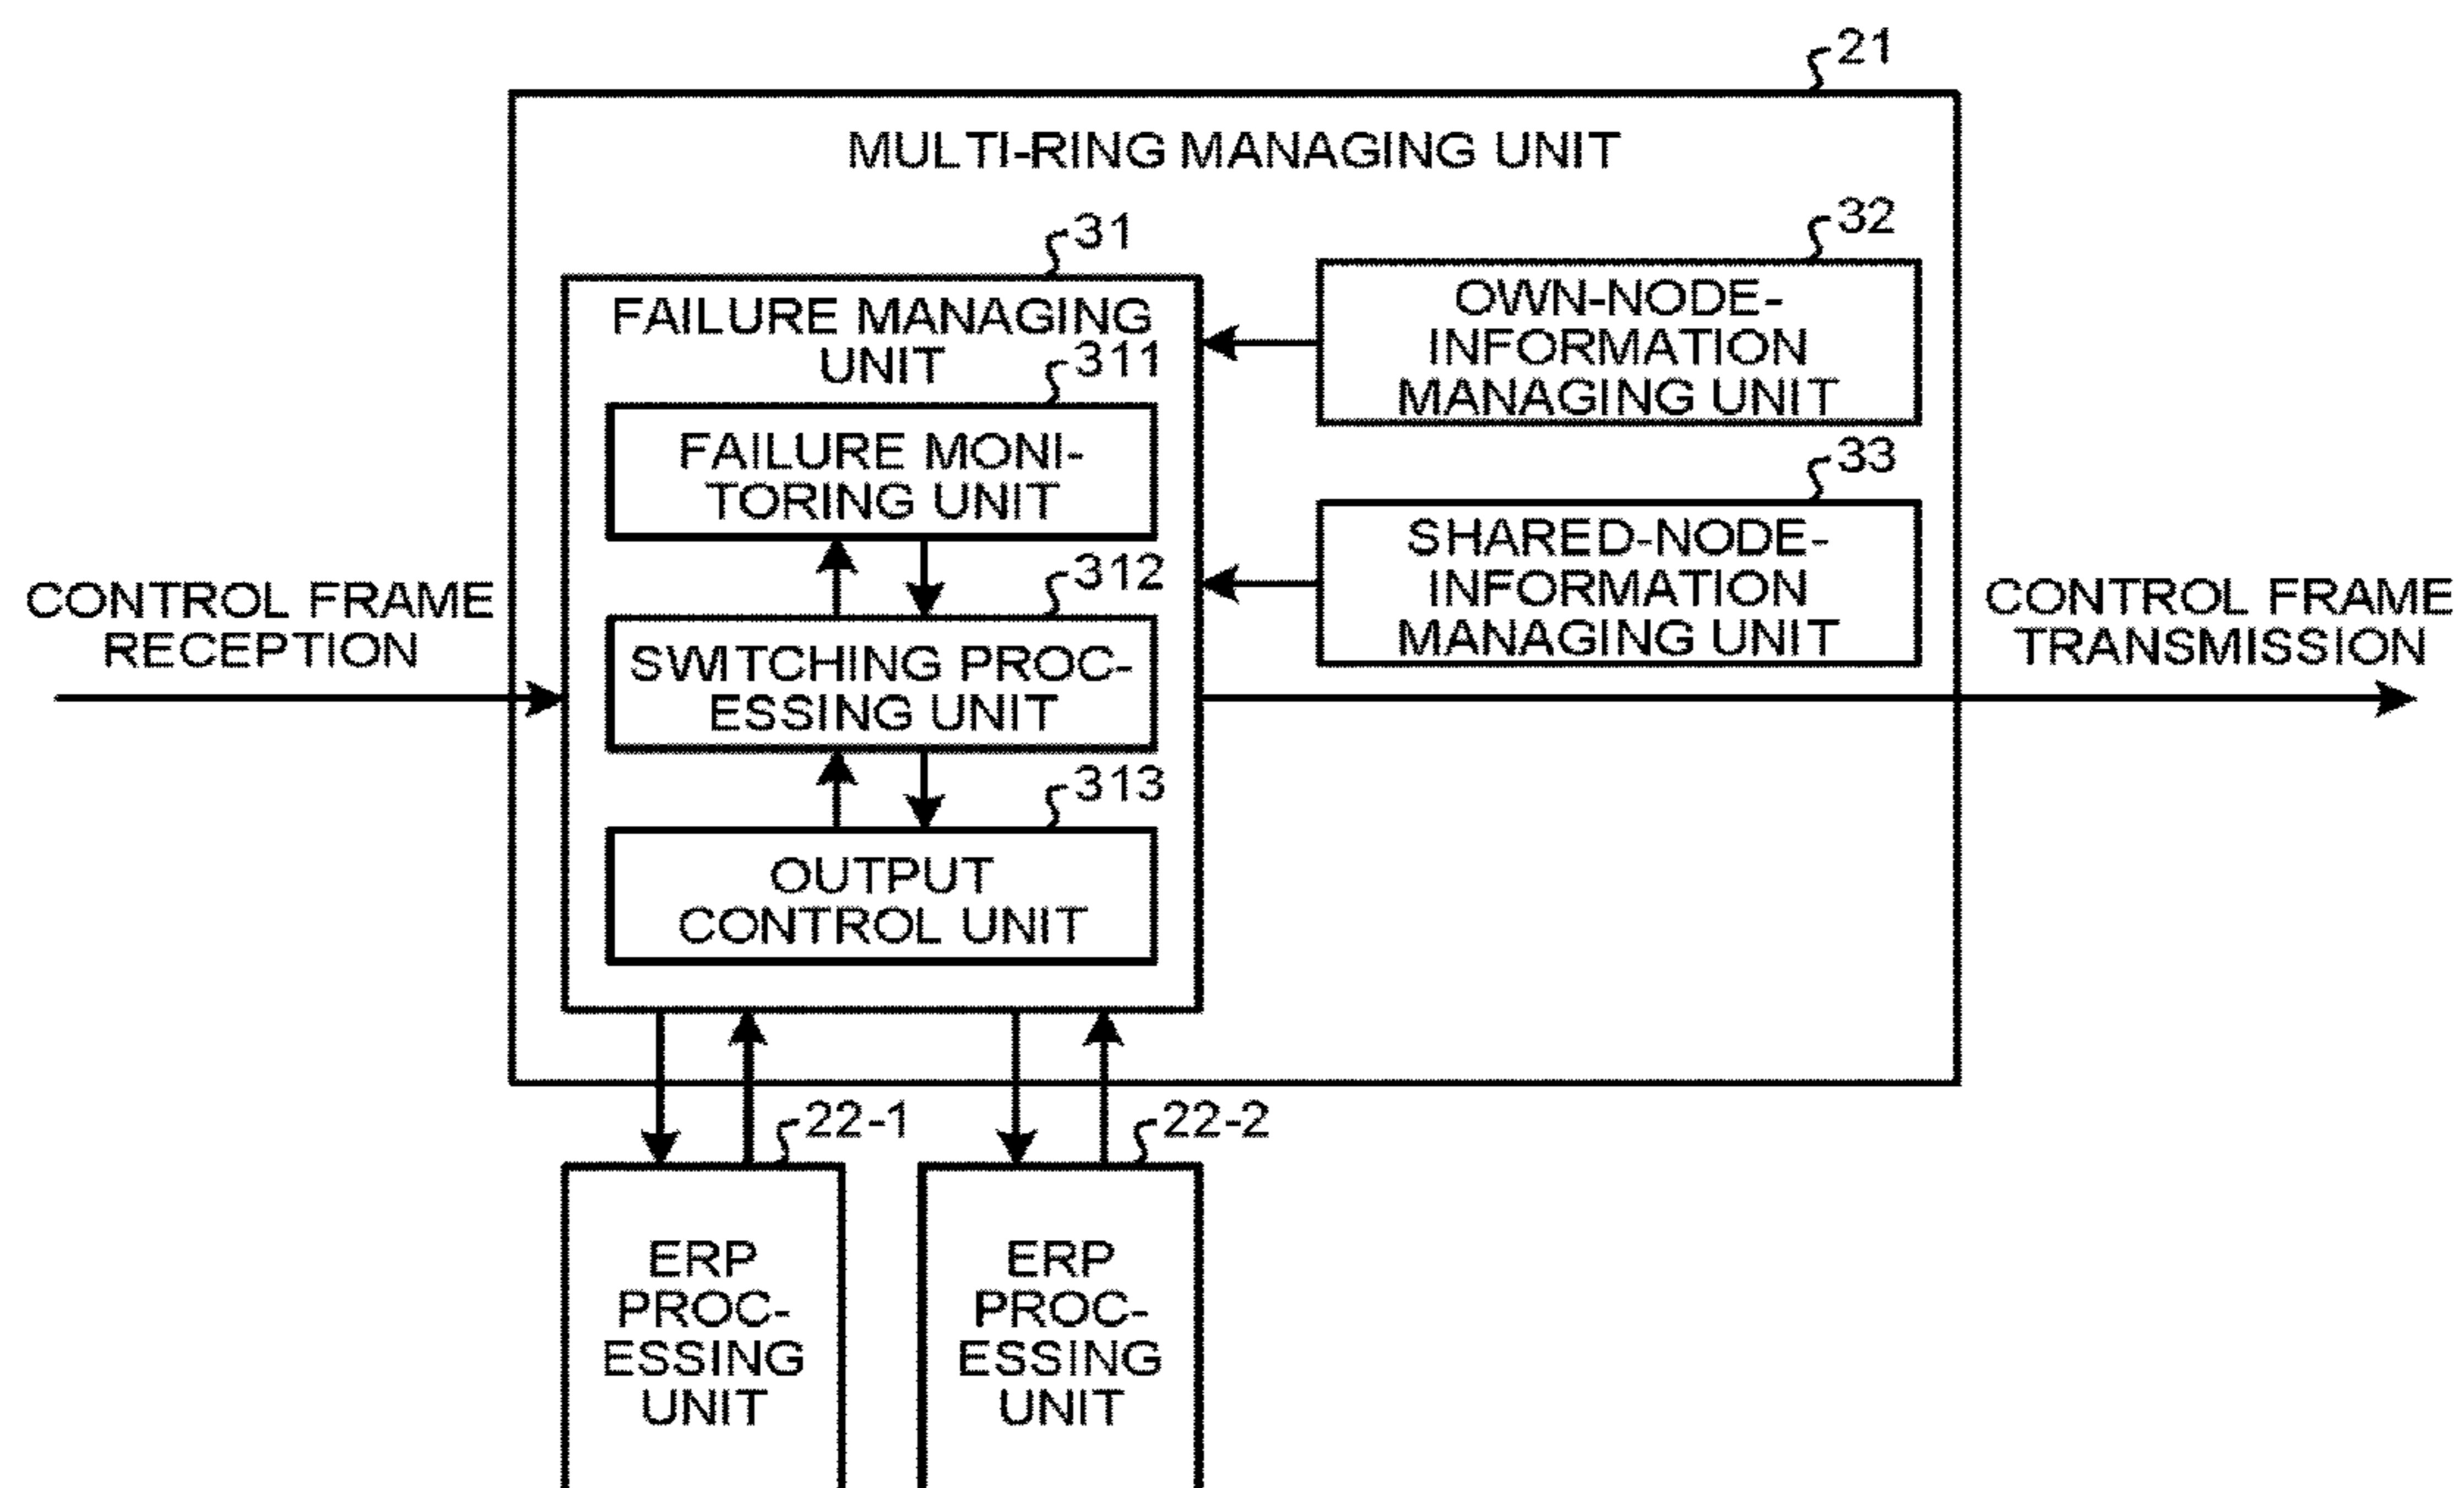 21
MULTI-RING MANAGING UNIT
31
FAILURE MANAGING
UNIT
311
FAILURE MONI-
TORING UNIT
312
SWITCHING PROC-
ESSING UNIT
313
OUTPUT
CONTROL UNIT
32
OWN-NODE-
INFORMATION
MANAGING UNIT
33
SHARED-NODE-
INFORMATION
MANAGING UNIT
CONTROL FRAME
RECEPTION
CONTROL FRAME
TRANSMISSION
22-1
ERP
PROC-
ESSING
UNIT
22-2
ERP
PROC-
ESSING
UNIT